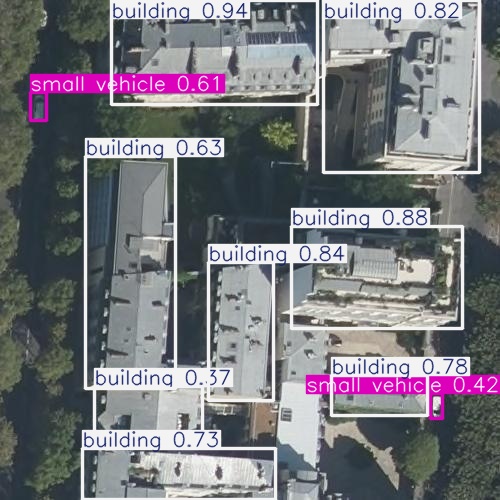 building 0.94
building 0.82
small vehicle 0.61
building 0.63
building 0.88
building 0.84
building 0.78
building 0.37
small vehicle 0.42
building 0.73